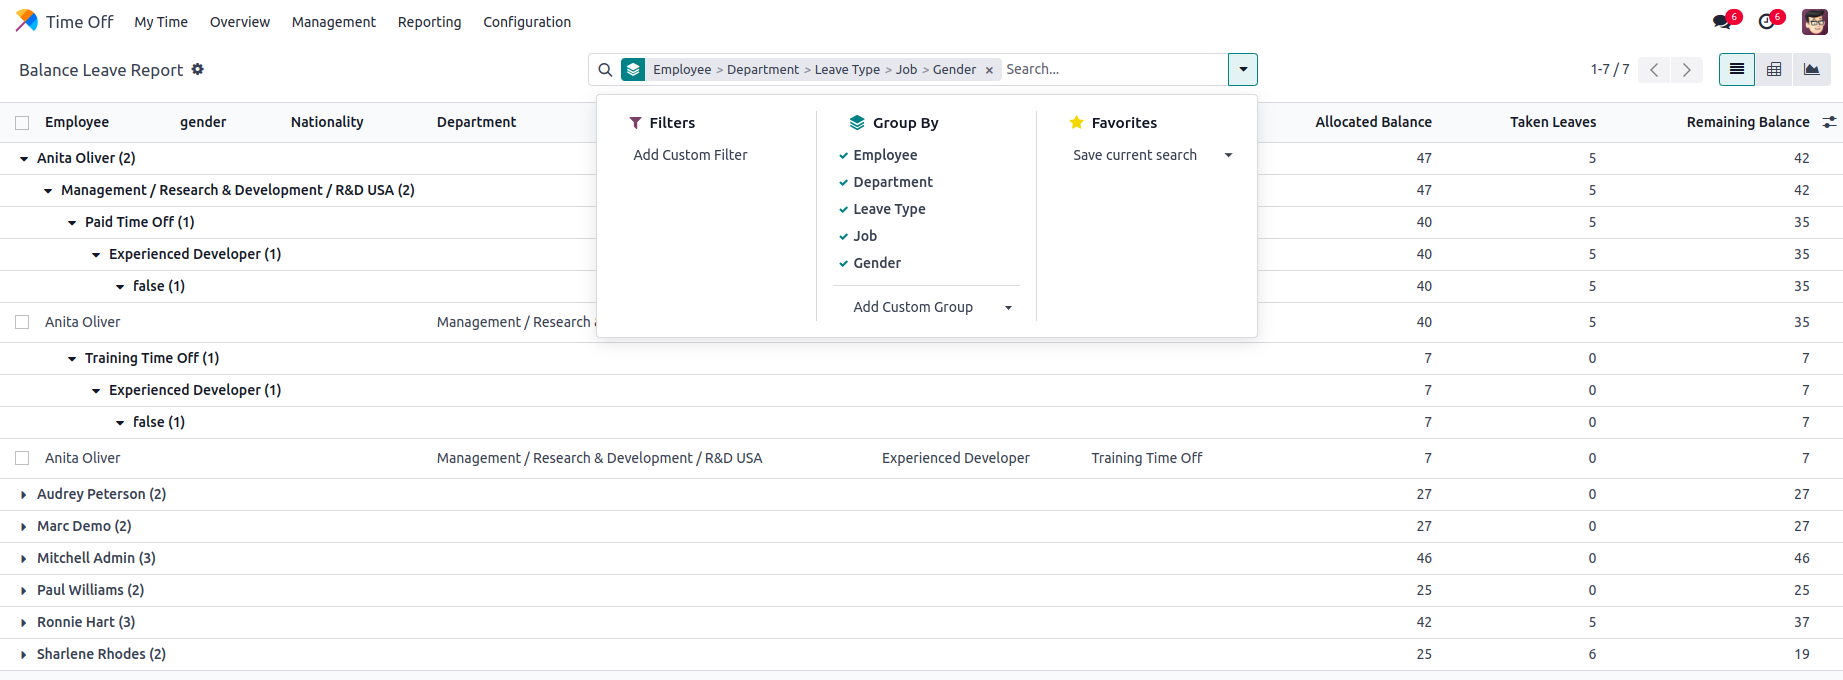 Time Off My Time Overview Management Reporting Configuration 6 6
Balance Leave Report Employee > Department > Leave Type > Job > Gender × Search... 1-7 / 7
Filters Group By Favorites
Add Custom Filter Employee Save current search
Department
Leave Type
Job
Gender
Add Custom Group
Employee gender Nationality Department Allocated Balance Taken Leaves Remaining Balance
Anita Oliver (2) 47 5 42
Management / Research & Development / R&D USA (2) 47 5 42
Paid Time Off (1) 40 5 35
Experienced Developer (1) 40 5 35
false (1) 40 5 35
Anita Oliver Management / Research 40 5 35
Training Time Off (1) 7 0 7
Experienced Developer (1) 7 0 7
false (1) 7 0 7
Anita Oliver Management / Research & Development / R&D USA Experienced Developer Training Time Off 7 0 7
Audrey Peterson (2) 27 0 27
Marc Demo (2) 27 0 27
Mitchell Admin (3) 46 0 46
Paul Williams (2) 25 0 25
Ronnie Hart (3) 42 5 37
Sharlene Rhodes (2) 25 6 19